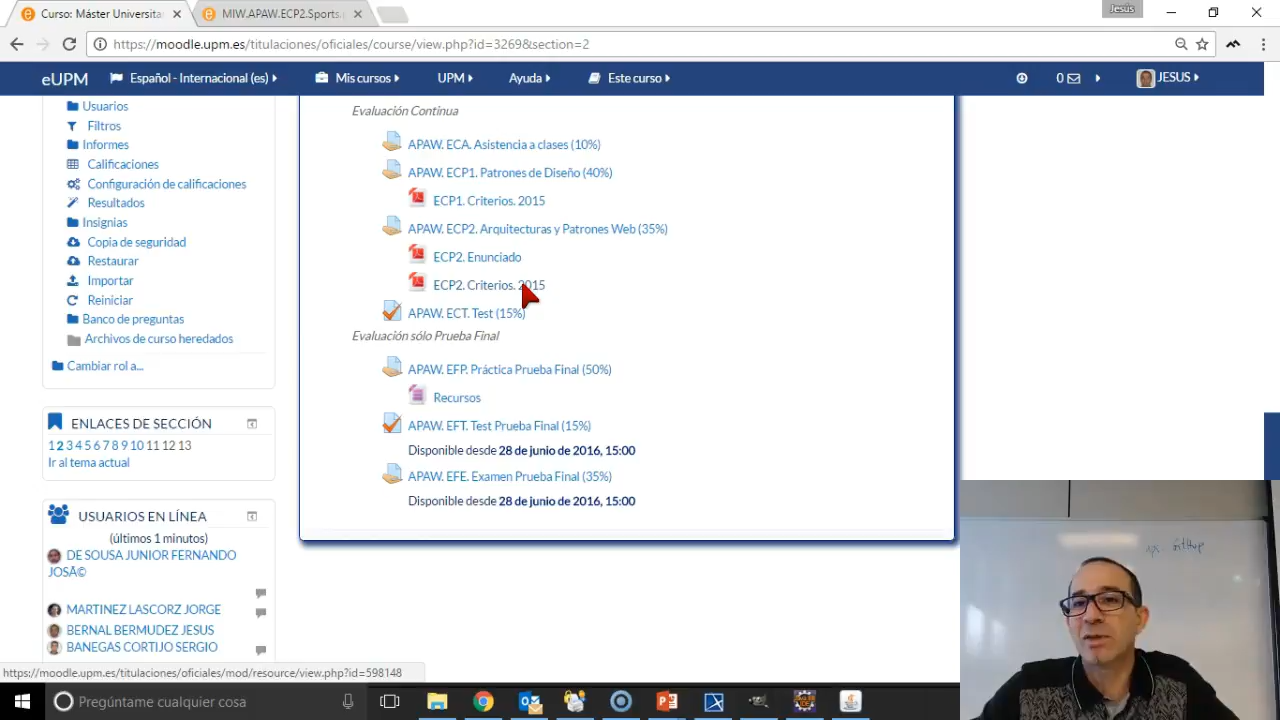 Curso: Máster Universita
MIW.APAW.ECP2.Sports.p
Jesús
https://moodle.upm.es/titulaciones/oficiales/course/view.php?id=3269&section=2
eUPM
Español - Internacional (es)
Mis cursos
UPM
Ayuda
Este curso
0
JESUS
Usuarios
Filtros
Informes
Calificaciones
Configuración de calificaciones
Resultados
Insignias
Copia de seguridad
Restaurar
Importar
Reiniciar
Banco de preguntas
Archivos de curso heredados
Cambiar rol a...
ENLACES DE SECCIÓN
1 2 3 4 5 6 7 8 9 10 11 12 13
Ir al tema actual
USUARIOS EN LÍNEA
(últimos 1 minutos)
DE SOUSA JUNIOR FERNANDO
JOSÃ©
MARTINEZ LASCORZ JORGE
BERNAL BERMUDEZ JESUS
BANEGAS CORTIJO SERGIO
Evaluación Continua
APAW. ECA. Asistencia a clases (10%)
APAW. ECP1. Patrones de Diseño (40%)
ECP1. Criterios. 2015
APAW. ECP2. Arquitecturas y Patrones Web (35%)
ECP2. Enunciado
ECP2. Criterios. 2015
APAW. ECT. Test (15%)
Evaluación sólo Prueba Final
APAW. EFP. Práctica Prueba Final (50%)
Recursos
APAW. EFT. Test Prueba Final (15%)
Disponible desde 28 de junio de 2016, 15:00
APAW. EFE. Examen Prueba Final (35%)
Disponible desde 28 de junio de 2016, 15:00
https://moodle.upm.es/titulaciones/oficiales/mod/resource/view.php?id=598148
Pregúntame cualquier cosa